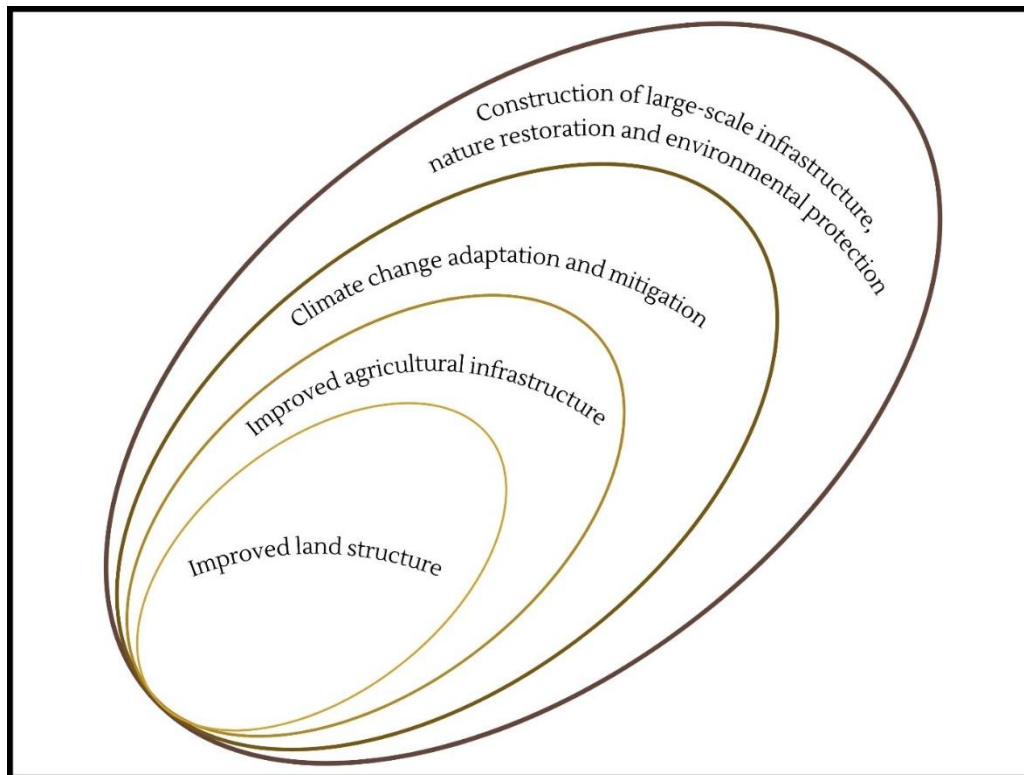 Construction of large-scale infrastructure,
nature restoration and environmental protection
Climate change adaptation and mitigation
Improved agricultural infrastructure
Improved land structure